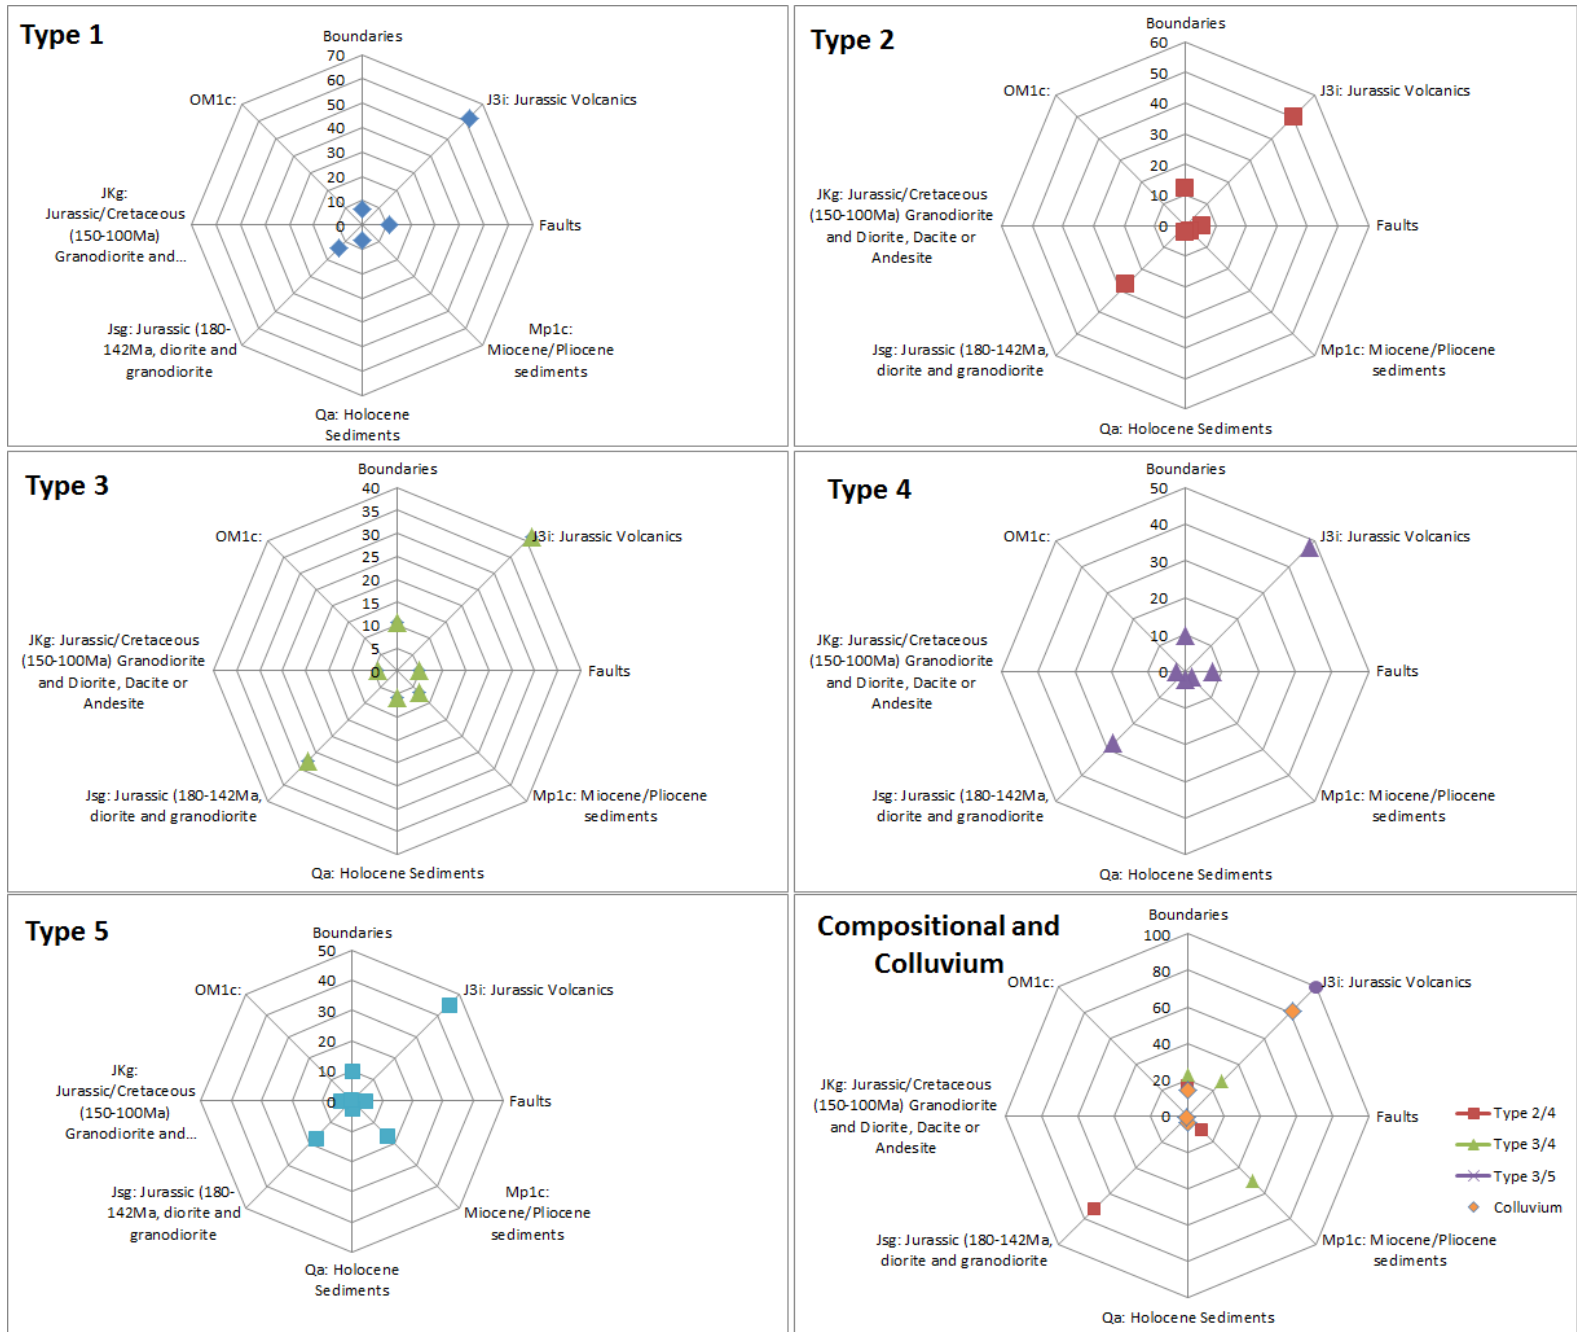 Type 1
Boundaries
70
60
50
40
30
20
10
0
J3i: Jurassic Volcanics
Faults
Mp1c:
Miocene/Pliocene
sediments
Qa: Holocene
Sediments
Jsg: Jurassic (180-
142Ma, diorite and
granodiorite
JKg:
Jurassic/Cretaceous
(150-100Ma)
Granodiorite and...
OM1c:
Type 2
Boundaries
60
50
40
30
20
10
0
J3i: Jurassic Volcanics
Faults
Mp1c: Miocene/Pliocene
sediments
Qa: Holocene Sediments
Jsg: Jurassic (180-142Ma,
diorite and granodiorite
JKg: Jurassic/Cretaceous
(150-100Ma) Granodiorite
and Diorite, Dacite or
Andesite
OM1c:
Type 3
Boundaries
40
35
30
25
20
15
10
5
0
J3i: Jurassic Volcanics
Faults
Mp1c: Miocene/Pliocene
sediments
Qa: Holocene Sediments
Jsg: Jurassic (180-142Ma,
diorite and granodiorite
JKg: Jurassic/Cretaceous
(150-100Ma) Granodiorite
and Diorite, Dacite or
Andesite
OM1c:
Type 4
Boundaries
50
40
30
20
10
0
J3i: Jurassic Volcanics
Faults
Mp1c: Miocene/Pliocene
sediments
Qa: Holocene Sediments
Jsg: Jurassic (180-142Ma,
diorite and granodiorite
JKg: Jurassic/Cretaceous
(150-100Ma) Granodiorite
and Diorite, Dacite or
Andesite
OM1c:
Type 5
Boundaries
50
40
30
20
10
0
J3i: Jurassic Volcanics
Faults
Mp1c:
Miocene/Pliocene
sediments
Qa: Holocene
Sediments
Jsg: Jurassic (180-
142Ma, diorite and
granodiorite
JKg:
Jurassic/Cretaceous
(150-100Ma)
Granodiorite and...
OM1c:
Compositional and
Colluvium
Boundaries
100
80
60
40
20
0
J3i: Jurassic Volcanics
Faults
Mp1c: Miocene/Pliocene
sediments
Qa: Holocene Sediments
Jsg: Jurassic (180-142Ma,
diorite and granodiorite
JKg: Jurassic/Cretaceous
(150-100Ma) Granodiorite
and Diorite, Dacite or
Andesite
OM1c:
Type 2/4
Type 3/4
Type 3/5
Colluvium